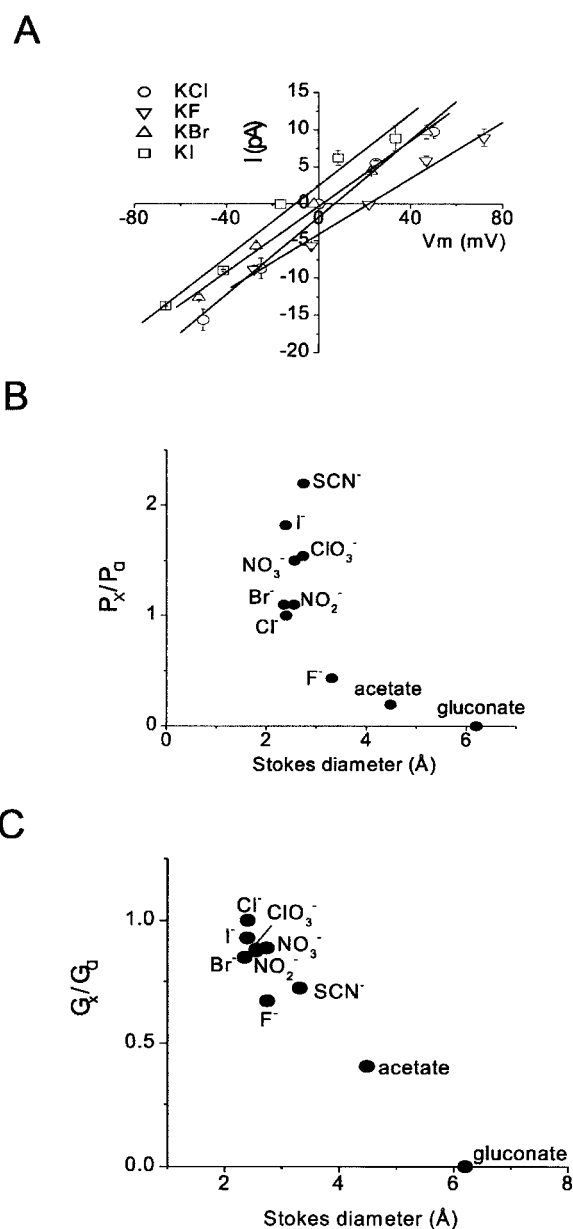 A
KCl
KF
KBr
KI
I (pA)
15
10
5
0
-5
-10
-15
-20
-80
-40
0
40
80
Vm (mV)
B
Pₓ/Pₐ
2
1
0
SCN⁻
I⁻
ClO₃⁻
NO₃⁻
Br⁻
NO₂⁻
Cl⁻
F⁻
acetate
gluconate
0
2
4
6
Stokes diameter (Å)
C
Gₓ/Gₐ
1.0
0.5
0.0
Cl⁻
ClO₃⁻
I⁻
NO₃⁻
Br⁻
NO₂⁻
SCN⁻
F⁻
acetate
gluconate
2
4
6
8
Stokes diameter (Å)